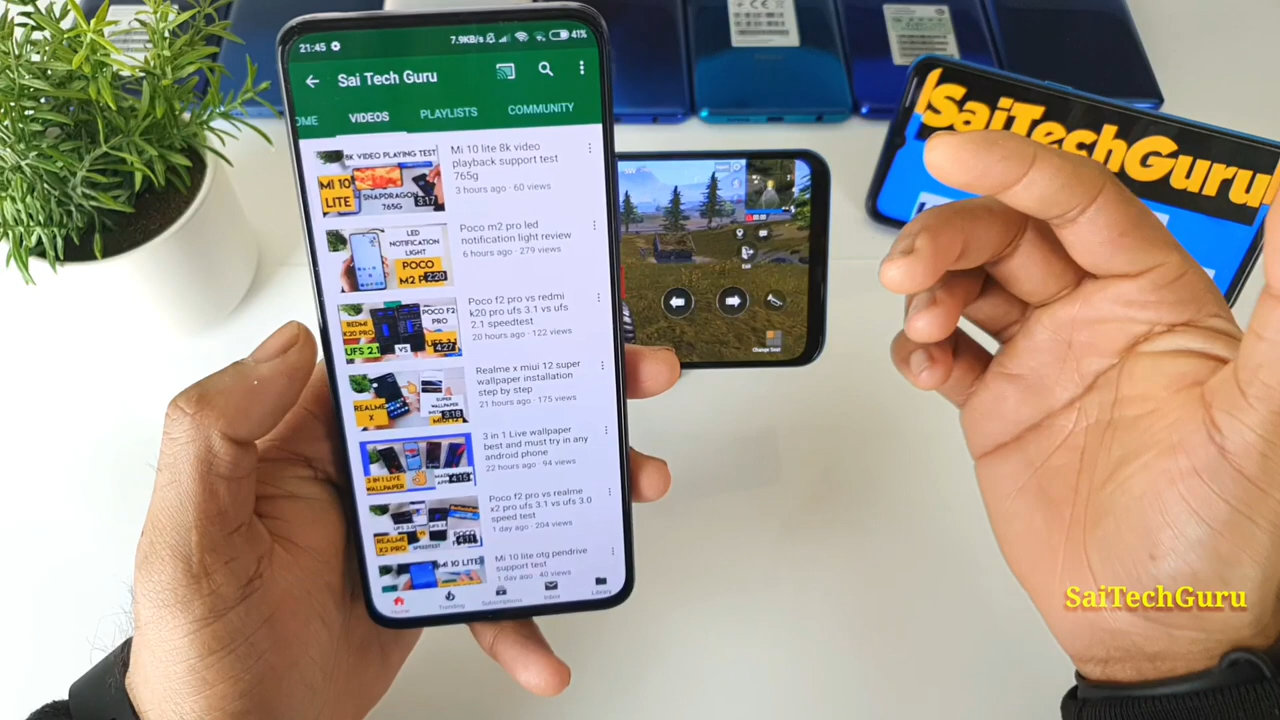 21:45
7.9KB/s
41%
Sai Tech Guru
OME
VIDEOS
PLAYLISTS
COMMUNITY
8K VIDEO PLAYING TEST
MI 10
LITE
SNAPDRAGON
765G
3:17
Mi 10 lite 8k video
playback support test
765g
3 hours ago · 60 views
LED
NOTIFICATION
LIGHT
POCO
M2 P
2:20
Poco m2 pro led
notification light review
6 hours ago · 279 views
REDMI
K20 PRO
UFS 2.1
VS
POCO F2
PRO
4:27
Poco f2 pro vs redmi
k20 pro ufs 3.1 vs ufs
2.1 speedtest
20 hours ago · 122 views
REALME
X
SUPER
WALLPAPER
3:18
Realme x miui 12 super
wallpaper installation
step by step
21 hours ago · 175 views
3 IN 1 LIVE
WALLPAPER
4:15
3 in 1 Live wallpaper
best and must try in any
android phone
22 hours ago · 94 views
REALME
X2 PRO
VS
SPEEDTEST
POCO
Poco f2 pro vs realme
x2 pro ufs 3.1 vs ufs 3.0
speed test
1 day ago · 204 views
MI 10 LITE
Mi 10 lite otg pendrive
support test
1 day ago · 40 views
Home
Trending
Subscriptions
Inbox
Library
Exit
Change Seat
SaiTechGuru
SaiTechGuru